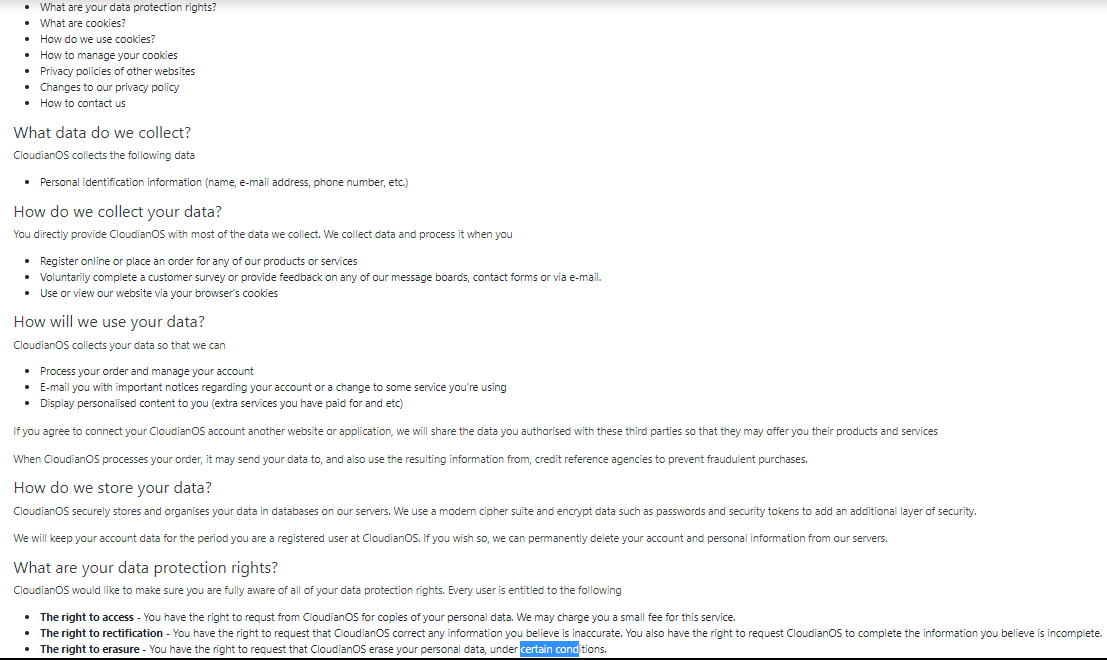 What are your data protection rights?
What are cookies?
How do we use cookies?
How to manage your cookies
Privacy policies of other websites
Changes to our privacy policy
How to contact us
What data do we collect?
CloudianOS collects the following data
Personal identification information (name, e-mail address, phone number, etc.)
How do we collect your data?
You directly provide CloudianOS with most of the data we collect. We collect data and process it when you
Register online or place an order for any of our products or services
Voluntarily complete a customer survey or provide feedback on any of our message boards, contact forms or via e-mail.
Use or view our website via your browser's cookies
How will we use your data?
CloudianOS collects your data so that we can
Process your order and manage your account
E-mail you with important notices regarding your account or a change to some service you're using
Display personalised content to you (extra services you have paid for and etc)
If you agree to connect your CloudianOS account another website or application, we will share the data you authorised with these third parties so that they may offer you their products and services
When CloudianOS processes your order, it may send your data to, and also use the resulting information from, credit reference agencies to prevent fraudulent purchases.
How do we store your data?
CloudianOS securely stores and organises your data in databases on our servers. We use a modern cipher suite and encrypt data such as passwords and security tokens to add an additional layer of security.
We will keep your account data for the period you are a registered user at CloudianOS. If you wish so, we can permanently delete your account and personal information from our servers.
What are your data protection rights?
CloudianOS would like to make sure you are fully aware of all of your data protection rights. Every user is entitled to the following
The right to access - You have the right to requst from CloudianOS for copies of your personal data. We may charge you a small fee for this service.
The right to rectification - You have the right to request that CloudianOS correct any information you believe is inaccurate. You also have the right to request CloudianOS to complete the information you believe is incomplete.
The right to erasure - You have the right to request that CloudianOS erase your personal data, under certain conditions.